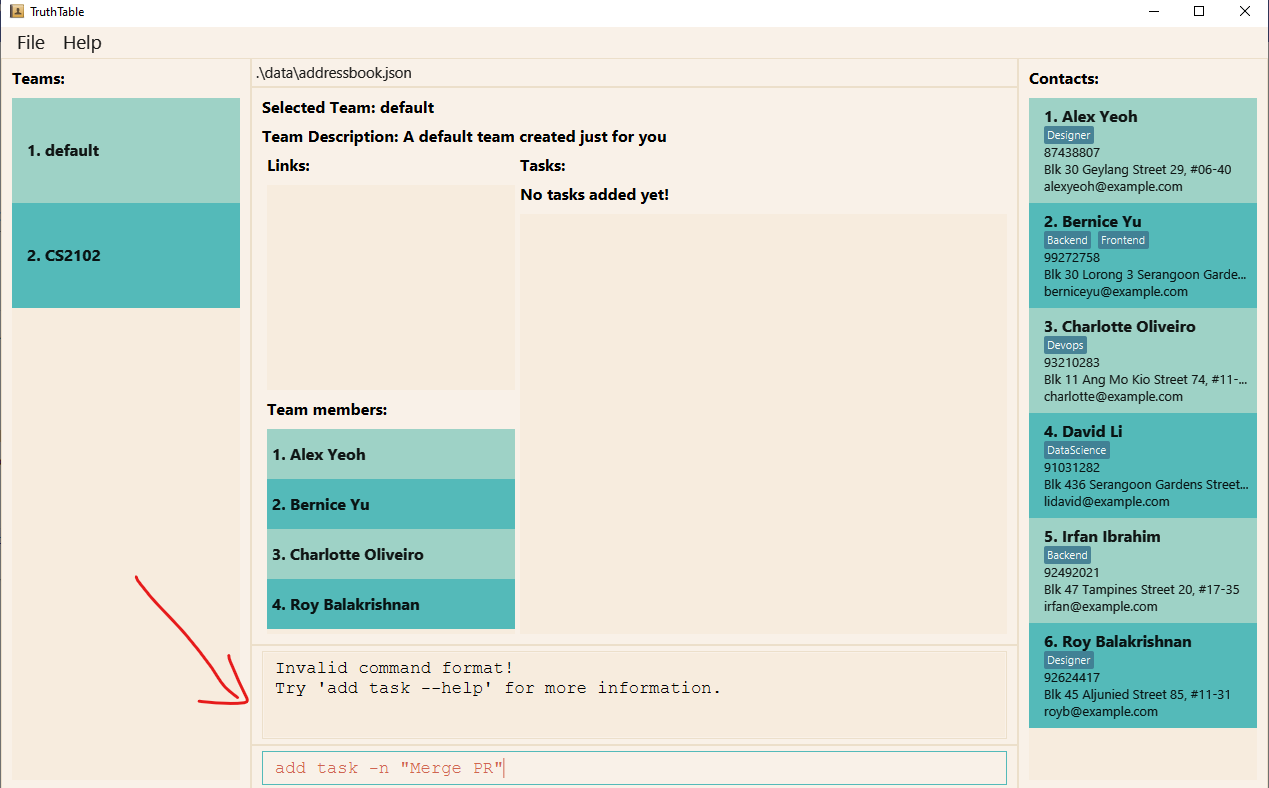 TruthTable
File Help
Teams:
1. default
2. CS2102
.\data\addressbook.json
Selected Team: default
Team Description: A default team created just for you
Links:
Tasks:
No tasks added yet!
Team members:
1. Alex Yeoh
2. Bernice Yu
3. Charlotte Oliveiro
4. Roy Balakrishnan
Invalid command format!
Try 'add task --help' for more information.
add task -n "Merge PR"
Contacts:
1. Alex Yeoh
Designer
87438807
Blk 30 Geylang Street 29, #06-40
alexyeoh@example.com
2. Bernice Yu
Backend Frontend
99272758
Blk 30 Lorong 3 Serangoon Garde...
berniceyu@example.com
3. Charlotte Oliveiro
Devops
93210283
Blk 11 Ang Mo Kio Street 74, #11-...
charlotte@example.com
4. David Li
DataScience
91031282
Blk 436 Serangoon Gardens Street...
lidavid@example.com
5. Irfan Ibrahim
Backend
92492021
Blk 47 Tampines Street 20, #17-35
irfan@example.com
6. Roy Balakrishnan
Designer
92624417
Blk 45 Aljunied Street 85, #11-31
royb@example.com